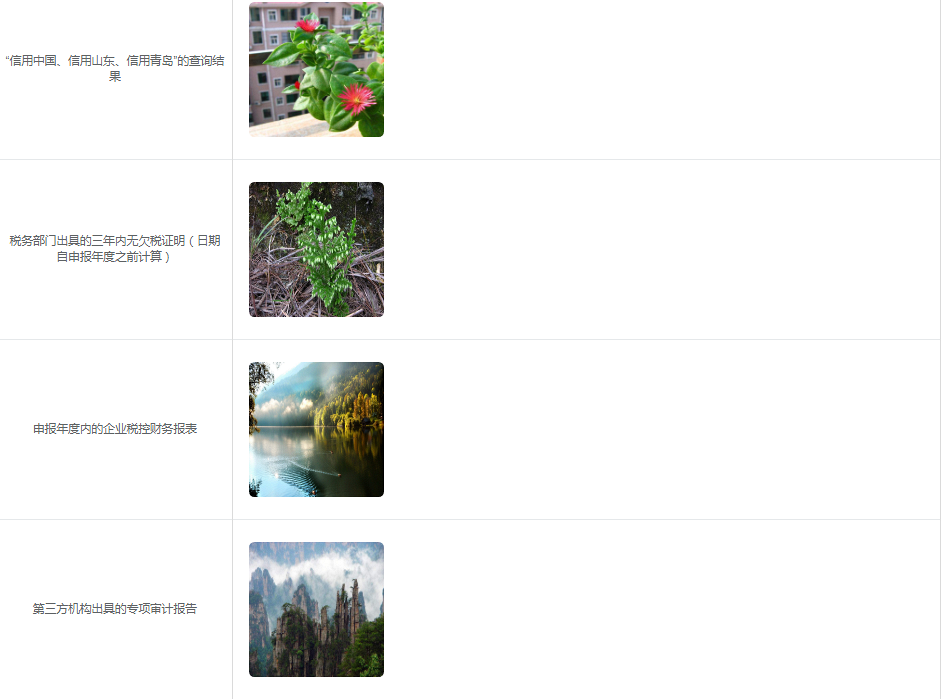 “信用中国、信用山东、信用青岛”的查询结
果
税务部门出具的三年内无欠税证明（日期
自申报年度之前计算）
申报年度内的企业税控财务报表
第三方机构出具的专项审计报告